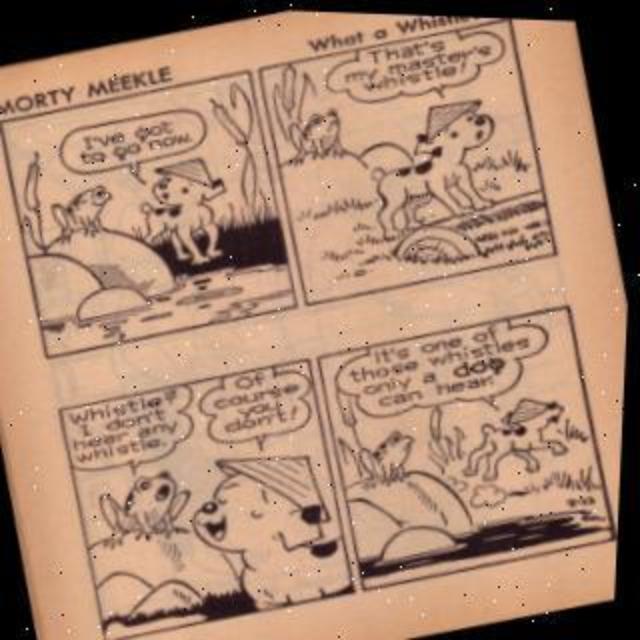 MORTY MEEKLE
What a Whistle
I've got
to go now.
That's
my master's
whistle!
Whistle?
I don't
hear any
whistle.
Of
course
you
don't!
It's one of
those whistles
only a dog
can hear!